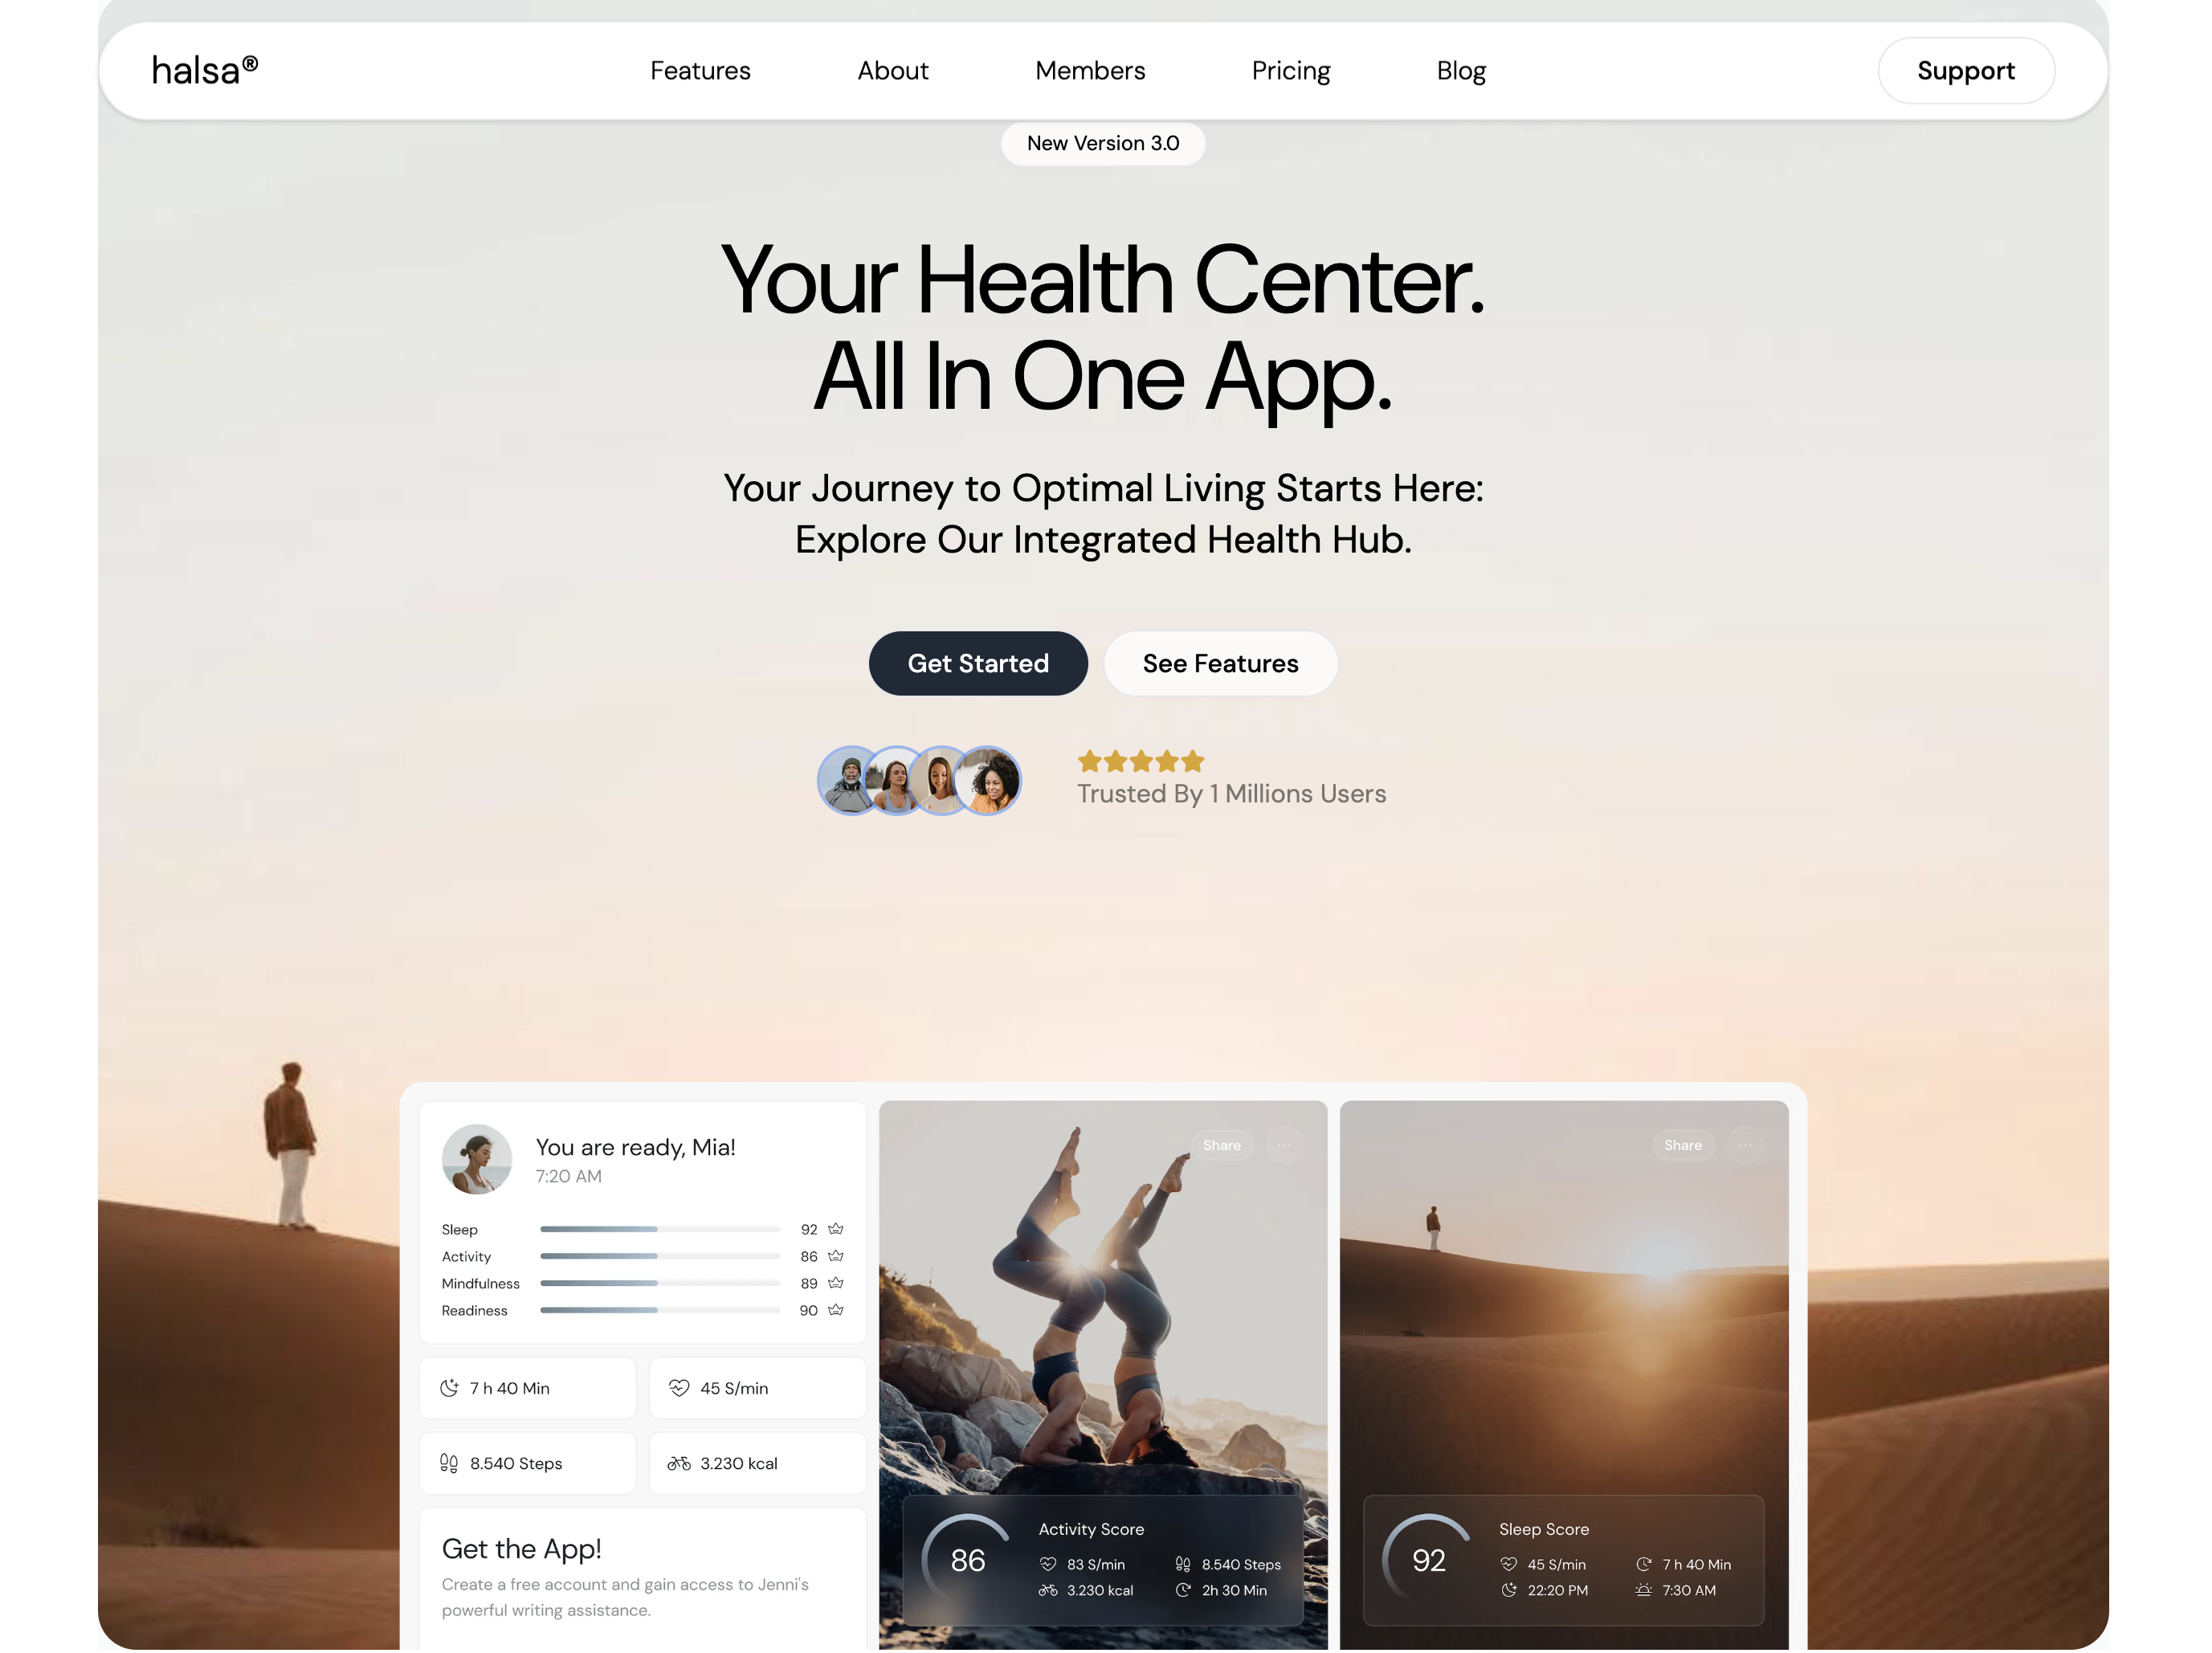 halsa®
Features
About
Members
Pricing
Blog
Support
New Version 3.0
Your Health Center.
All In One App.
Your Journey to Optimal Living Starts Here:
Explore Our Integrated Health Hub.
Get Started
See Features
Trusted By 1 Millions Users
You are ready, Mia!
7:20 AM
Sleep 92
Activity 86
Mindfulness 89
Readiness 90
7 h 40 Min
45 S/min
8.540 Steps
3.230 kcal
Get the App!
Create a free account and gain access to Jenni's
powerful writing assistance.
Share
86
Activity Score
83 S/min
8.540 Steps
3.230 kcal
2h 30 Min
Share
92
Sleep Score
45 S/min
7 h 40 Min
22:20 PM
7:30 AM